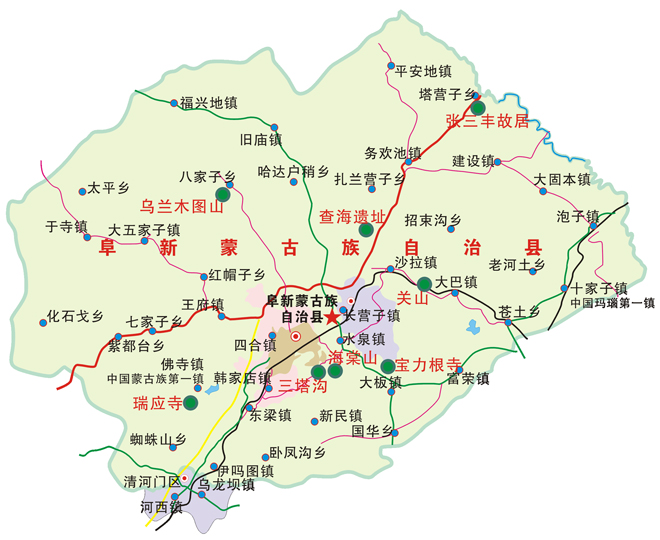 平安地镇
塔营子乡
张三丰故居
福兴地镇
旧庙镇
务欢池镇
建设镇
八家子乡
哈达户稍乡
扎兰营子乡
大固本镇
太平乡
乌兰木图山
查海遗址
招束沟乡
泡子镇
于寺镇
大五家子镇
阜新蒙古族自治县
沙拉镇
老河土乡
红帽子乡
关山
大巴镇
十家子镇
中国玛瑙第一镇
王府镇
阜新蒙古族
自治县
长营子镇
苍土乡
化石戈乡
七家子乡
紫都台乡
四合镇
水泉镇
海棠山
宝力根寺
佛寺镇
中国蒙古族第一镇
韩家店镇
三塔沟
大板镇
富荣镇
瑞应寺
东梁镇
新民镇
国华乡
蜘蛛山乡
卧凤沟乡
伊吗图镇
清河门区
乌龙坝镇
河西镇